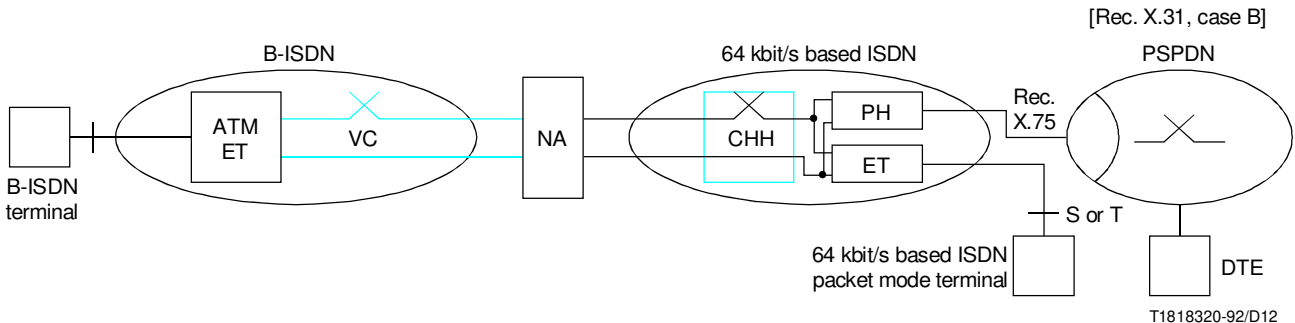 [Rec. X.31, case B]
B-ISDN
64 kbit/s based ISDN
PSPDN
ATM
ET
VC
NA
CHH
PH
ET
Rec.
X.75
B-ISDN
terminal
S or T
64 kbit/s based ISDN
packet mode terminal
DTE
T1818320-92/D12